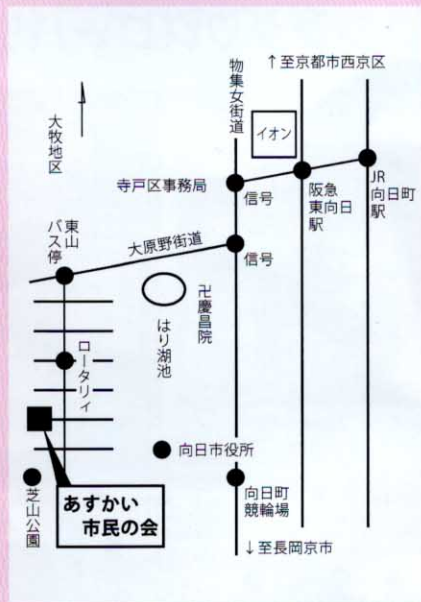 ↑至京都市西京区
物集女街道
イオン
大牧地区
寺戸区事務局
信号
阪急
東向日
駅
JR
向日町
駅
東山
バス停
大原野街道
信号
卍慶昌院
はり湖池
ロータリィ
向日市役所
芝山公園
あすかい
市民の会
向日町
競輪場
↓至長岡京市